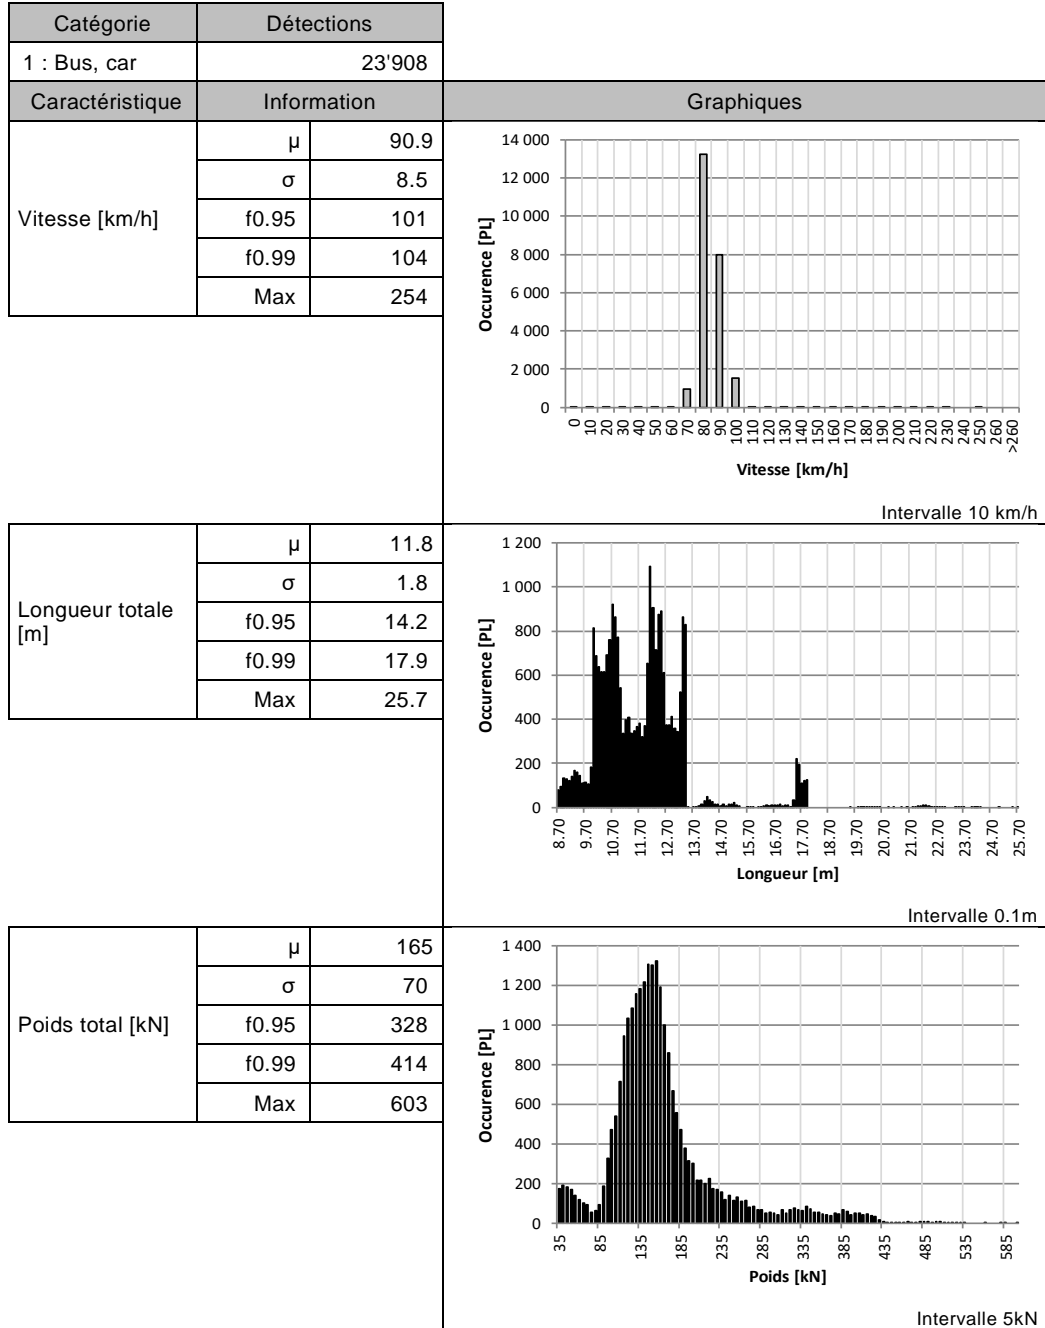 Catégorie Détections
1 : Bus, car 23'908
Caractéristique Information Graphiques
Vitesse [km/h]
µ 90.9
σ 8.5
f0.95 101
f0.99 104
Max 254
Occurence [PL]
14 000
12 000
10 000
8 000
6 000
4 000
2 000
0
0 10 20 30 40 50 60 70 80 90 100 110 120 130 140 150 160 170 180 190 200 210 220 230 240 250 260 >260
Vitesse [km/h]
Intervalle 10 km/h
Longueur totale
[m]
µ 11.8
σ 1.8
f0.95 14.2
f0.99 17.9
Max 25.7
Occurence [PL]
1 200
1 000
800
600
400
200
0
8.70 9.70 10.70 11.70 12.70 13.70 14.70 15.70 16.70 17.70 18.70 19.70 20.70 21.70 22.70 23.70 24.70 25.70
Longueur [m]
Intervalle 0.1m
Poids total [kN]
µ 165
σ 70
f0.95 328
f0.99 414
Max 603
Occurence [PL]
1 400
1 200
1 000
800
600
400
200
0
35 85 135 185 235 285 335 385 435 485 535 585
Poids [kN]
Intervalle 5kN